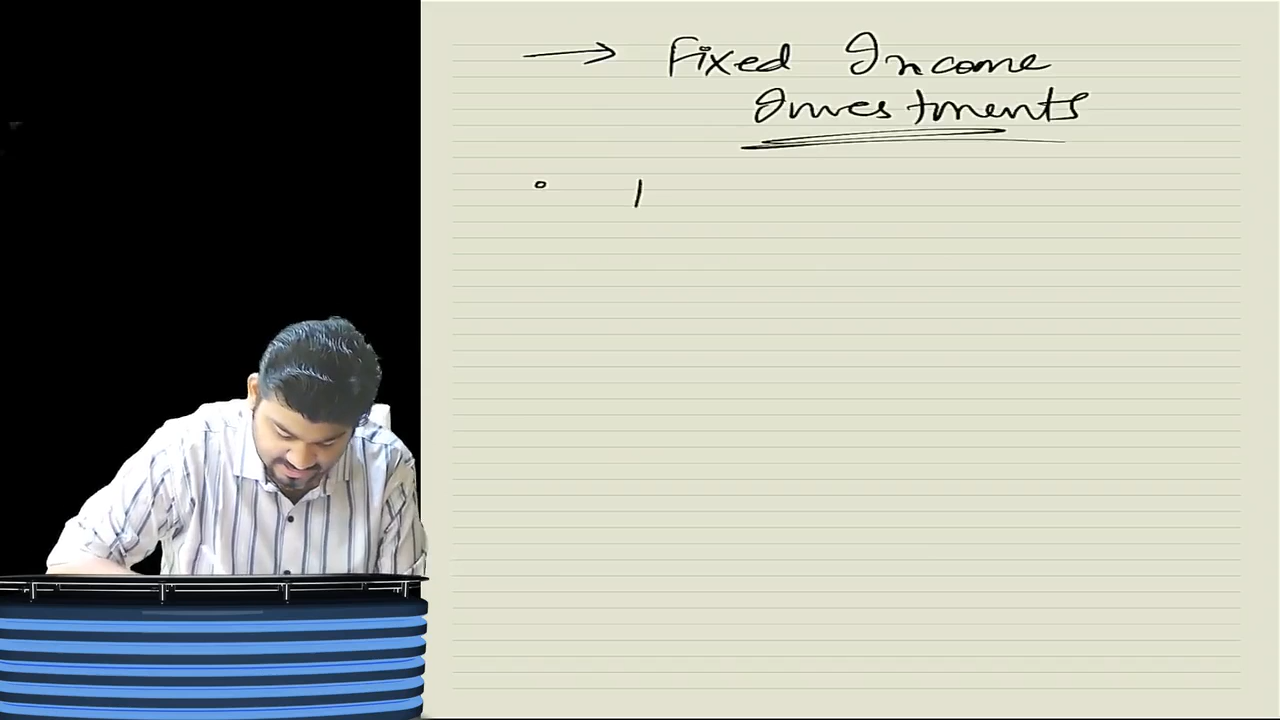 → Fixed Income
Investments
°